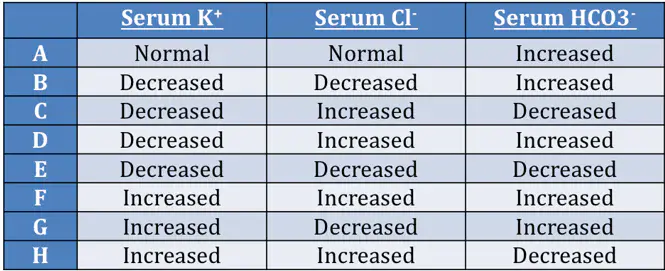 Serum K+ Serum Cl- Serum HCO3-
A Normal Normal Increased
B Decreased Decreased Increased
C Decreased Increased Decreased
D Decreased Increased Increased
E Decreased Decreased Decreased
F Increased Increased Increased
G Increased Decreased Increased
H Increased Increased Decreased